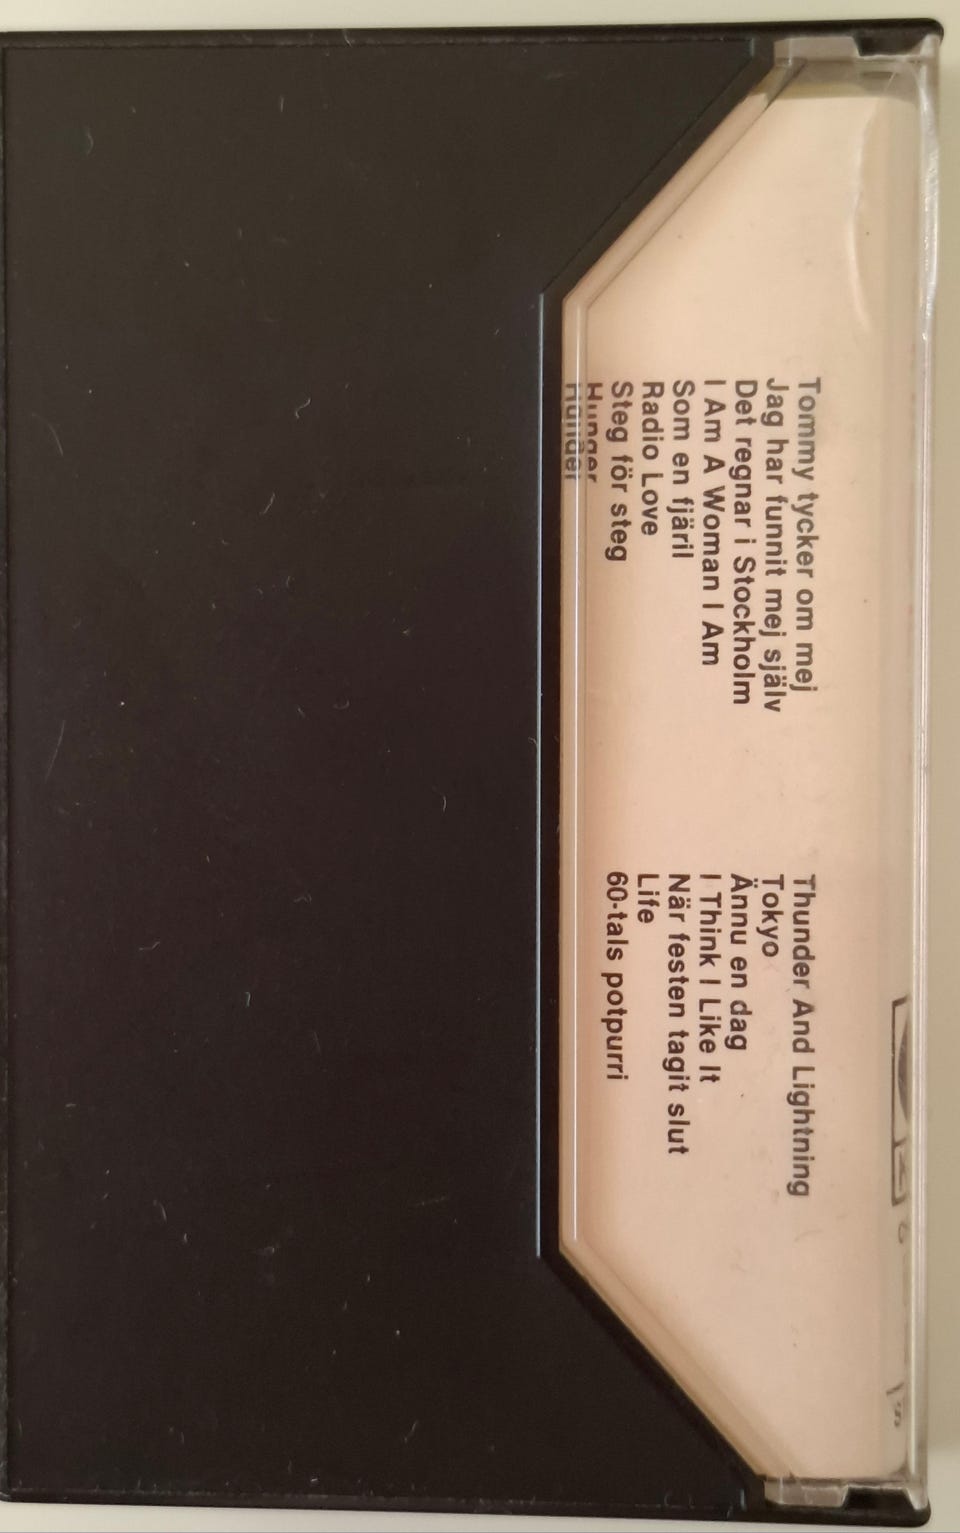 Tommy tycker om mej
Jag har funnit mej själv
Det regnar i Stockholm
I Am A Woman I Am
Som en fjäril
Radio Love
Steg för steg
Hunger
Thunder And Lightning
Tokyo
Ännu en dag
I Think I Like It
När festen tagit slut
Life
60-tals potpurri